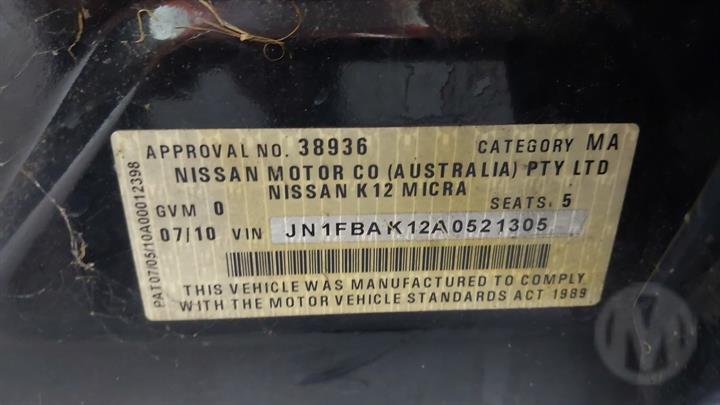 APPROVAL NO. 38936 CATEGORY MA
NISSAN MOTOR CO (AUSTRALIA) PTY LTD
NISSAN K12 MICRA
GVM 0 SEATS: 5
07/10 VIN JN1FBAK12A0521305
THIS VEHICLE WAS MANUFACTURED TO COMPLY
WITH THE MOTOR VEHICLE STANDARDS ACT 1989
PAT07/05/10A00012398
M